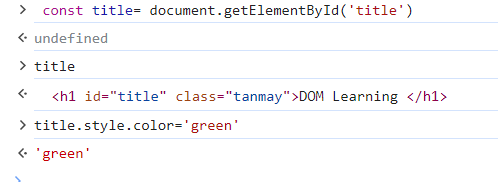 > const title= document.getElementById('title')
<· undefined
> title
<· <h1 id="title" class="tanmay">DOM Learning </h1>
> title.style.color='green'
<· 'green'
>